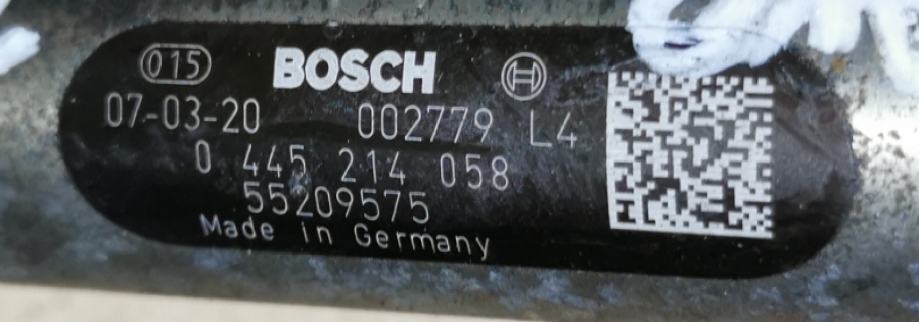 015 BOSCH
07-03-20 002779 L4
0 445 214 058
55209575
Made in Germany